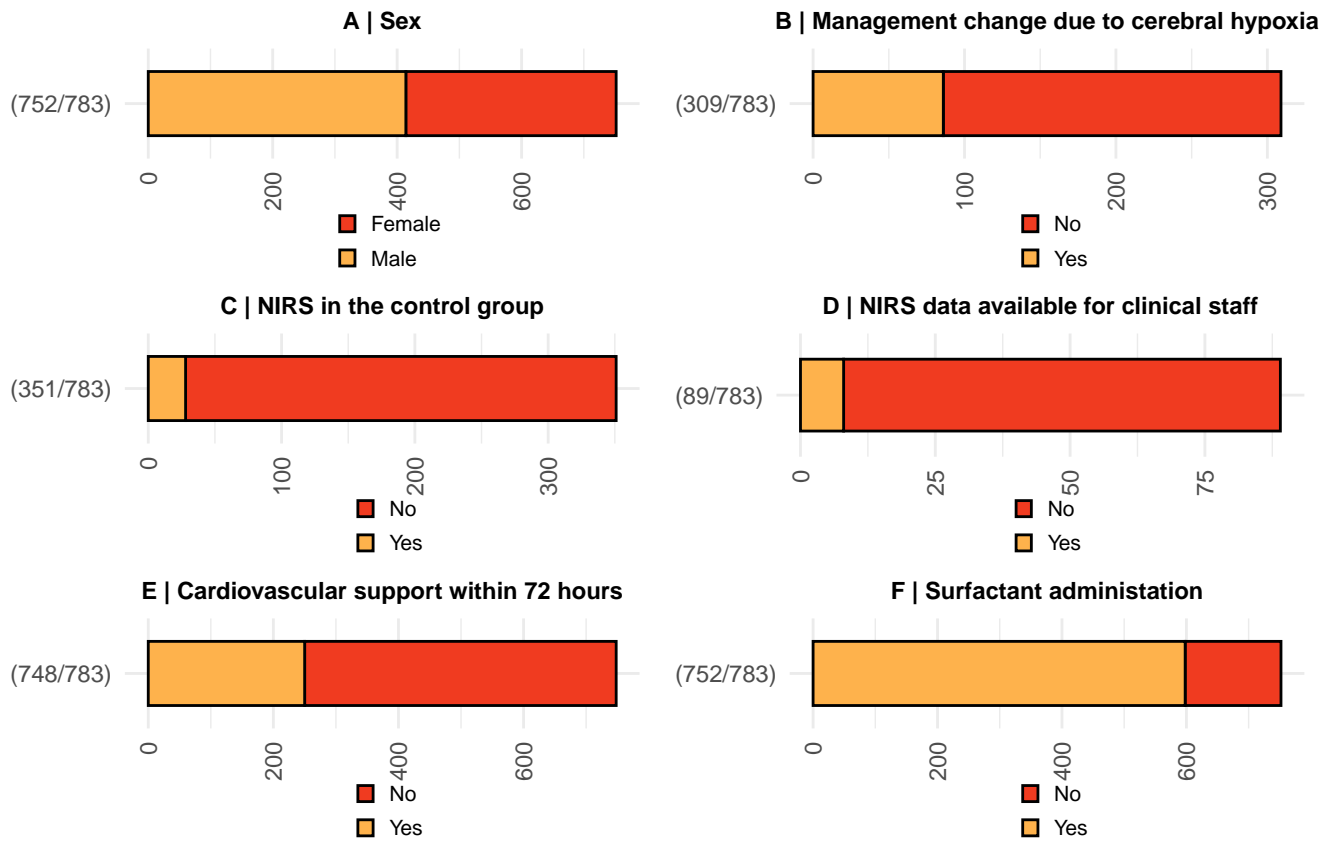 A | Sex
(752/783)
0 200 400 600
Female
Male
B | Management change due to cerebral hypoxia
(309/783)
0 100 200 300
No
Yes
C | NIRS in the control group
(351/783)
0 100 200 300
No
Yes
D | NIRS data available for clinical staff
(89/783)
0 25 50 75
No
Yes
E | Cardiovascular support within 72 hours
(748/783)
0 200 400 600
No
Yes
F | Surfactant administation
(752/783)
0 200 400 600
No
Yes